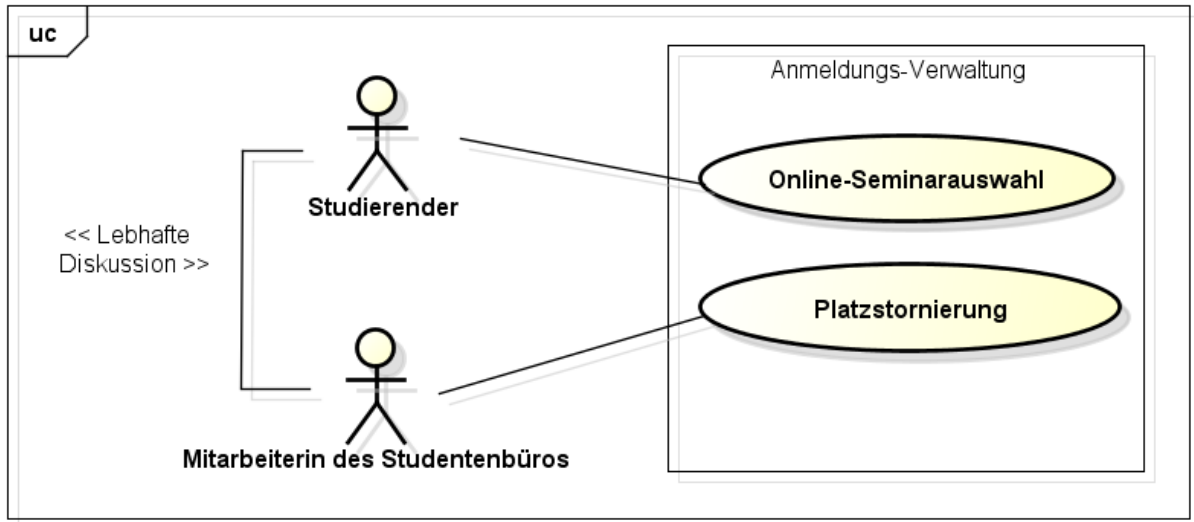 uc
Anmeldungs-Verwaltung
Online-Seminarauswahl
Studierender
<< Lebhafte
Diskussion >>
Platzstornierung
Mitarbeiterin des Studentenbüros